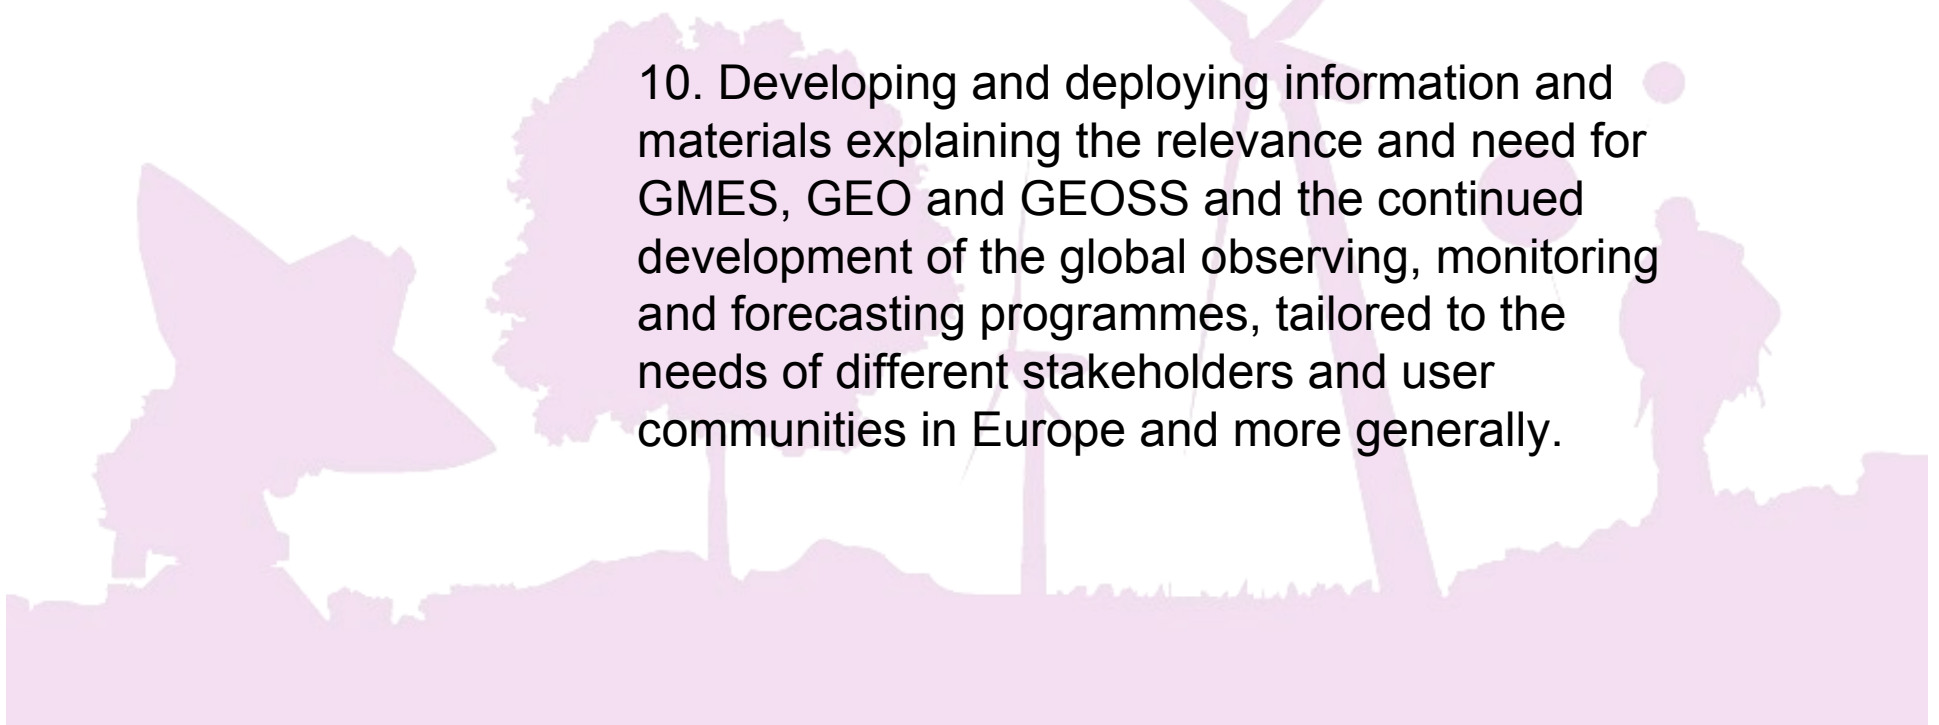 10. Developing and deploying information and
materials explaining the relevance and need for
GMES, GEO and GEOSS and the continued
development of the global observing, monitoring
and forecasting programmes, tailored to the
needs of different stakeholders and user
communities in Europe and more generally.